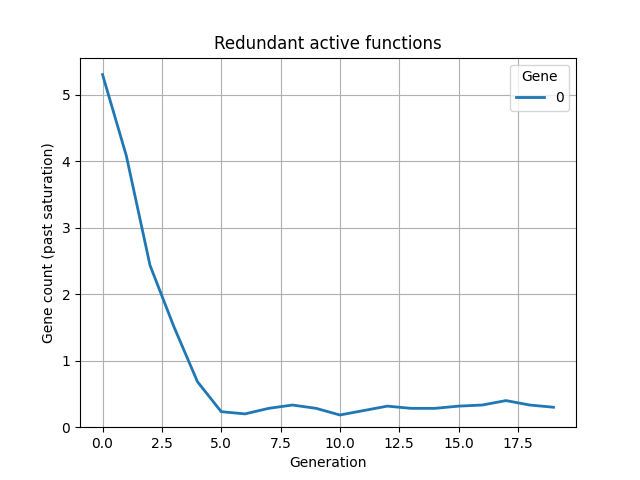 Redundant active functions
Gene
0
5
4
3
2
1
0
Gene count (past saturation)
0.0 2.5 5.0 7.5 10.0 12.5 15.0 17.5
Generation